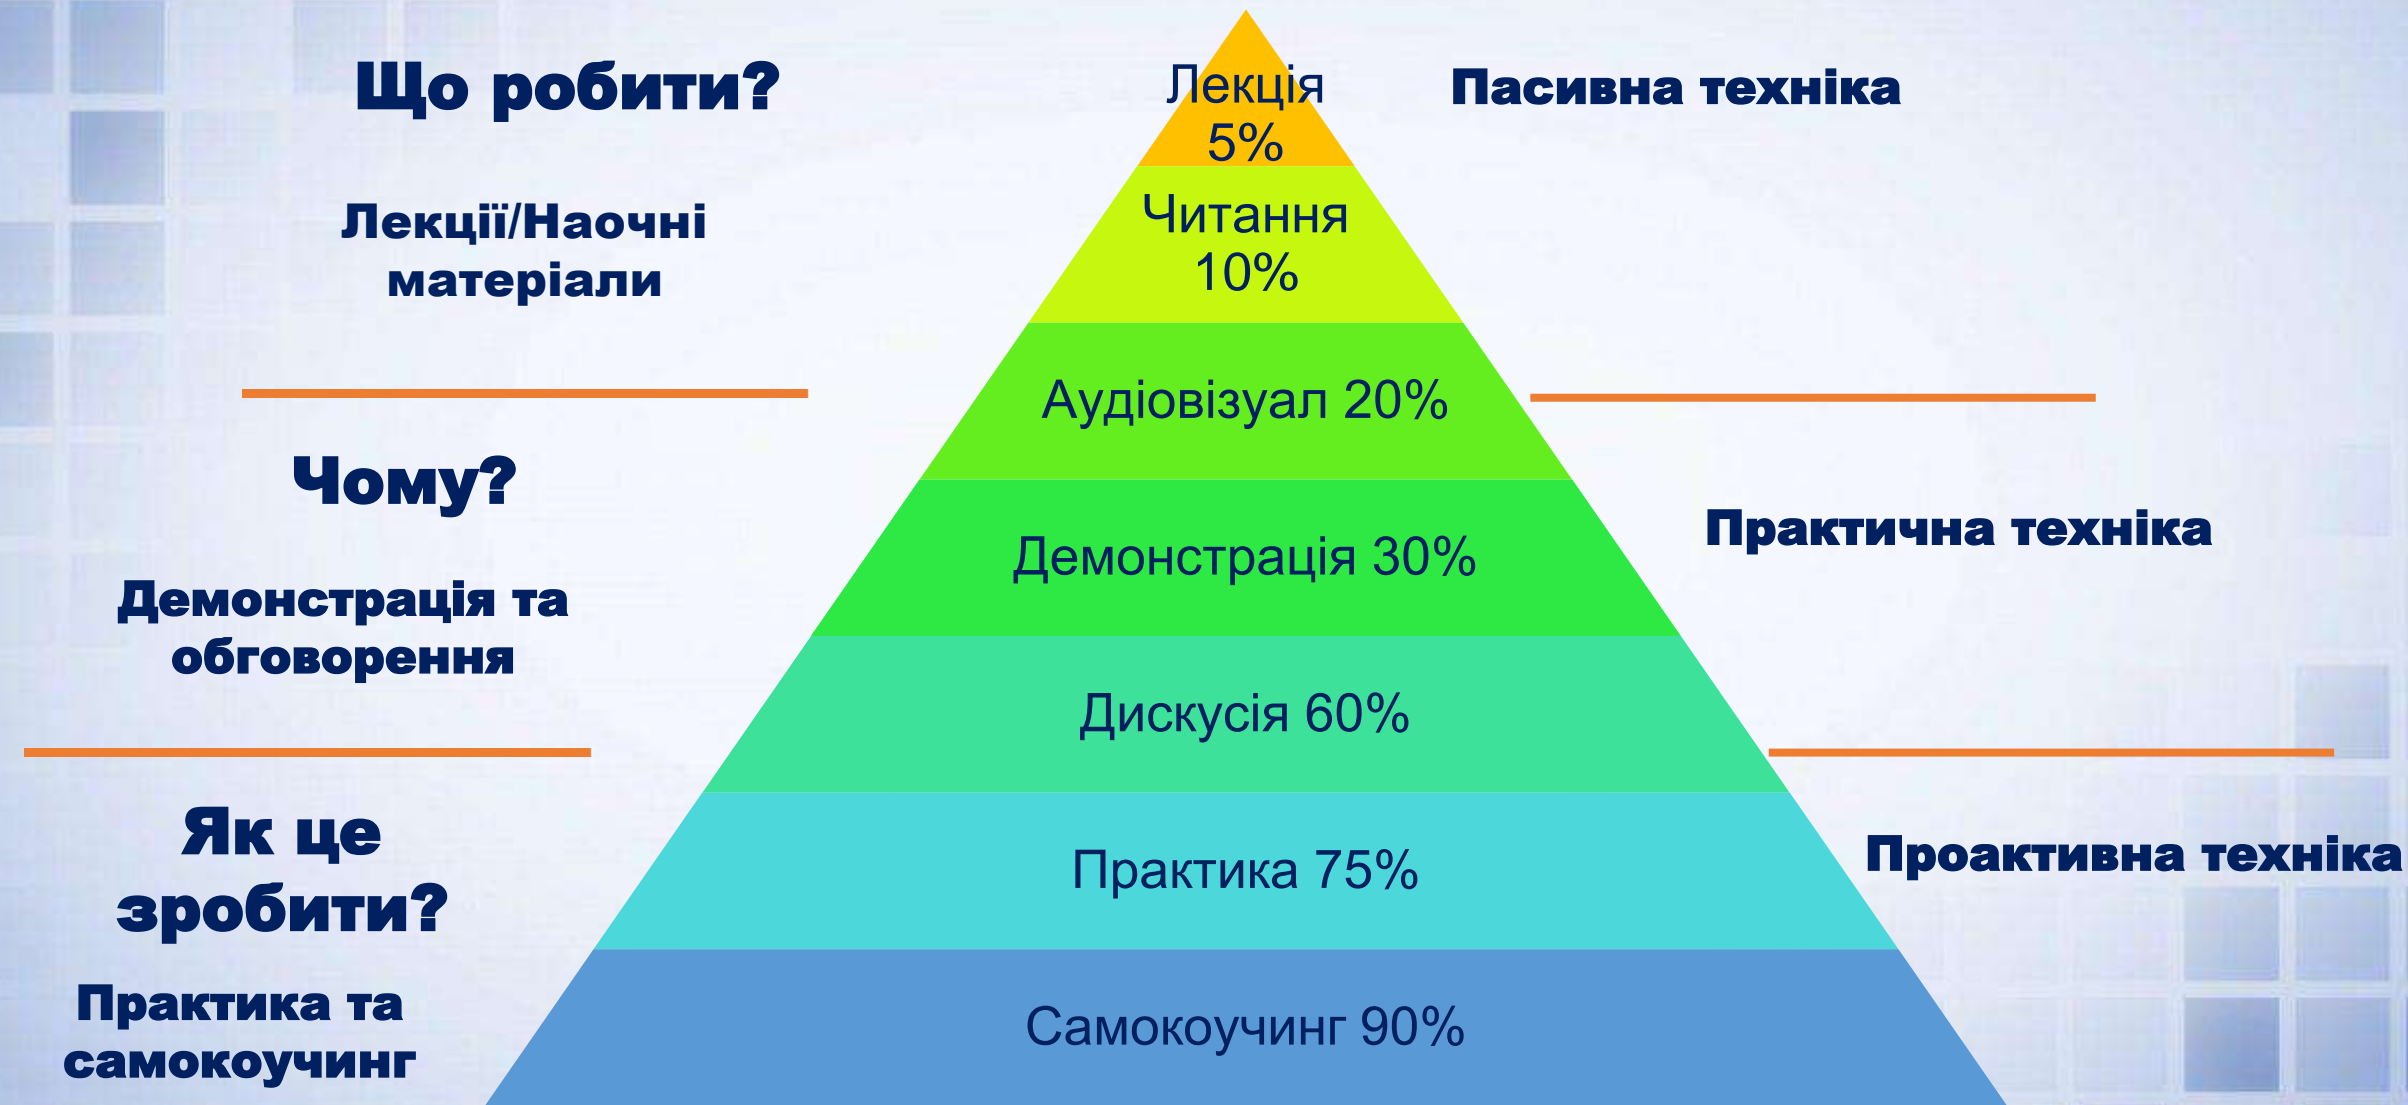 Що робити?
Лекції/Наочні
матеріали
Чому?
Демонстрація та
обговорення
Як це
зробити?
Практика та
самокоучинг
Лекція
5%
Читання
10%
Аудіовізуал 20%
Демонстрація 30%
Дискусія 60%
Практика 75%
Самокоучинг 90%
Пасивна техніка
Практична техніка
Проактивна техніка